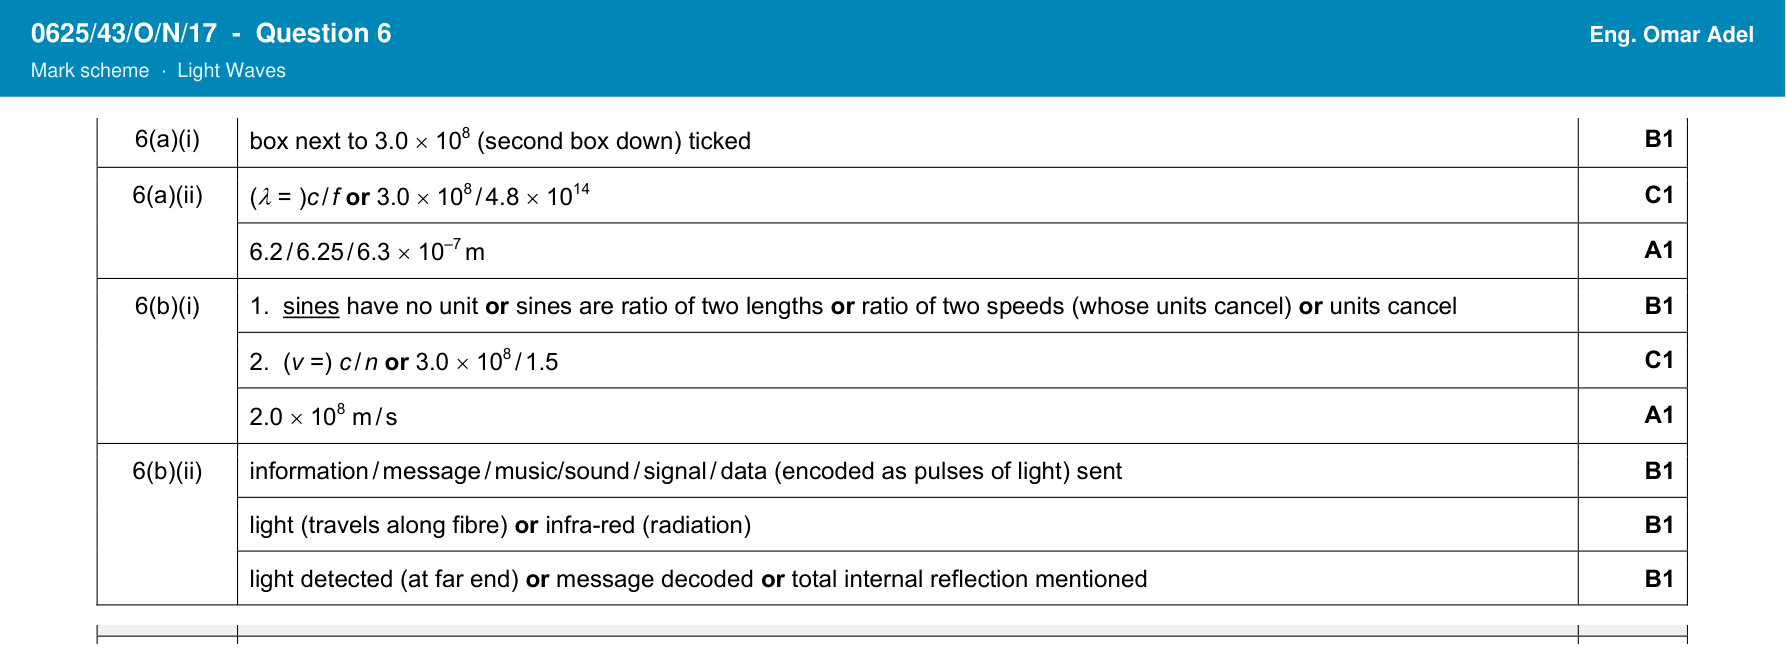 0625/43/O/N/17 - Question 6
Eng. Omar Adel
Mark scheme · Light Waves
6(a)(i) box next to 3.0 × 10⁸ (second box down) ticked B1
6(a)(ii) (λ = )c/f or 3.0 × 10⁸/4.8 × 10¹⁴ C1
6.2/6.25/6.3 × 10⁻⁷ m A1
6(b)(i) 1. sines have no unit or sines are ratio of two lengths or ratio of two speeds (whose units cancel) or units cancel B1
2. (v =) c/n or 3.0 × 10⁸/1.5 C1
2.0 × 10⁸ m/s A1
6(b)(ii) information/message/music/sound/signal/data (encoded as pulses of light) sent B1
light (travels along fibre) or infra-red (radiation) B1
light detected (at far end) or message decoded or total internal reflection mentioned B1